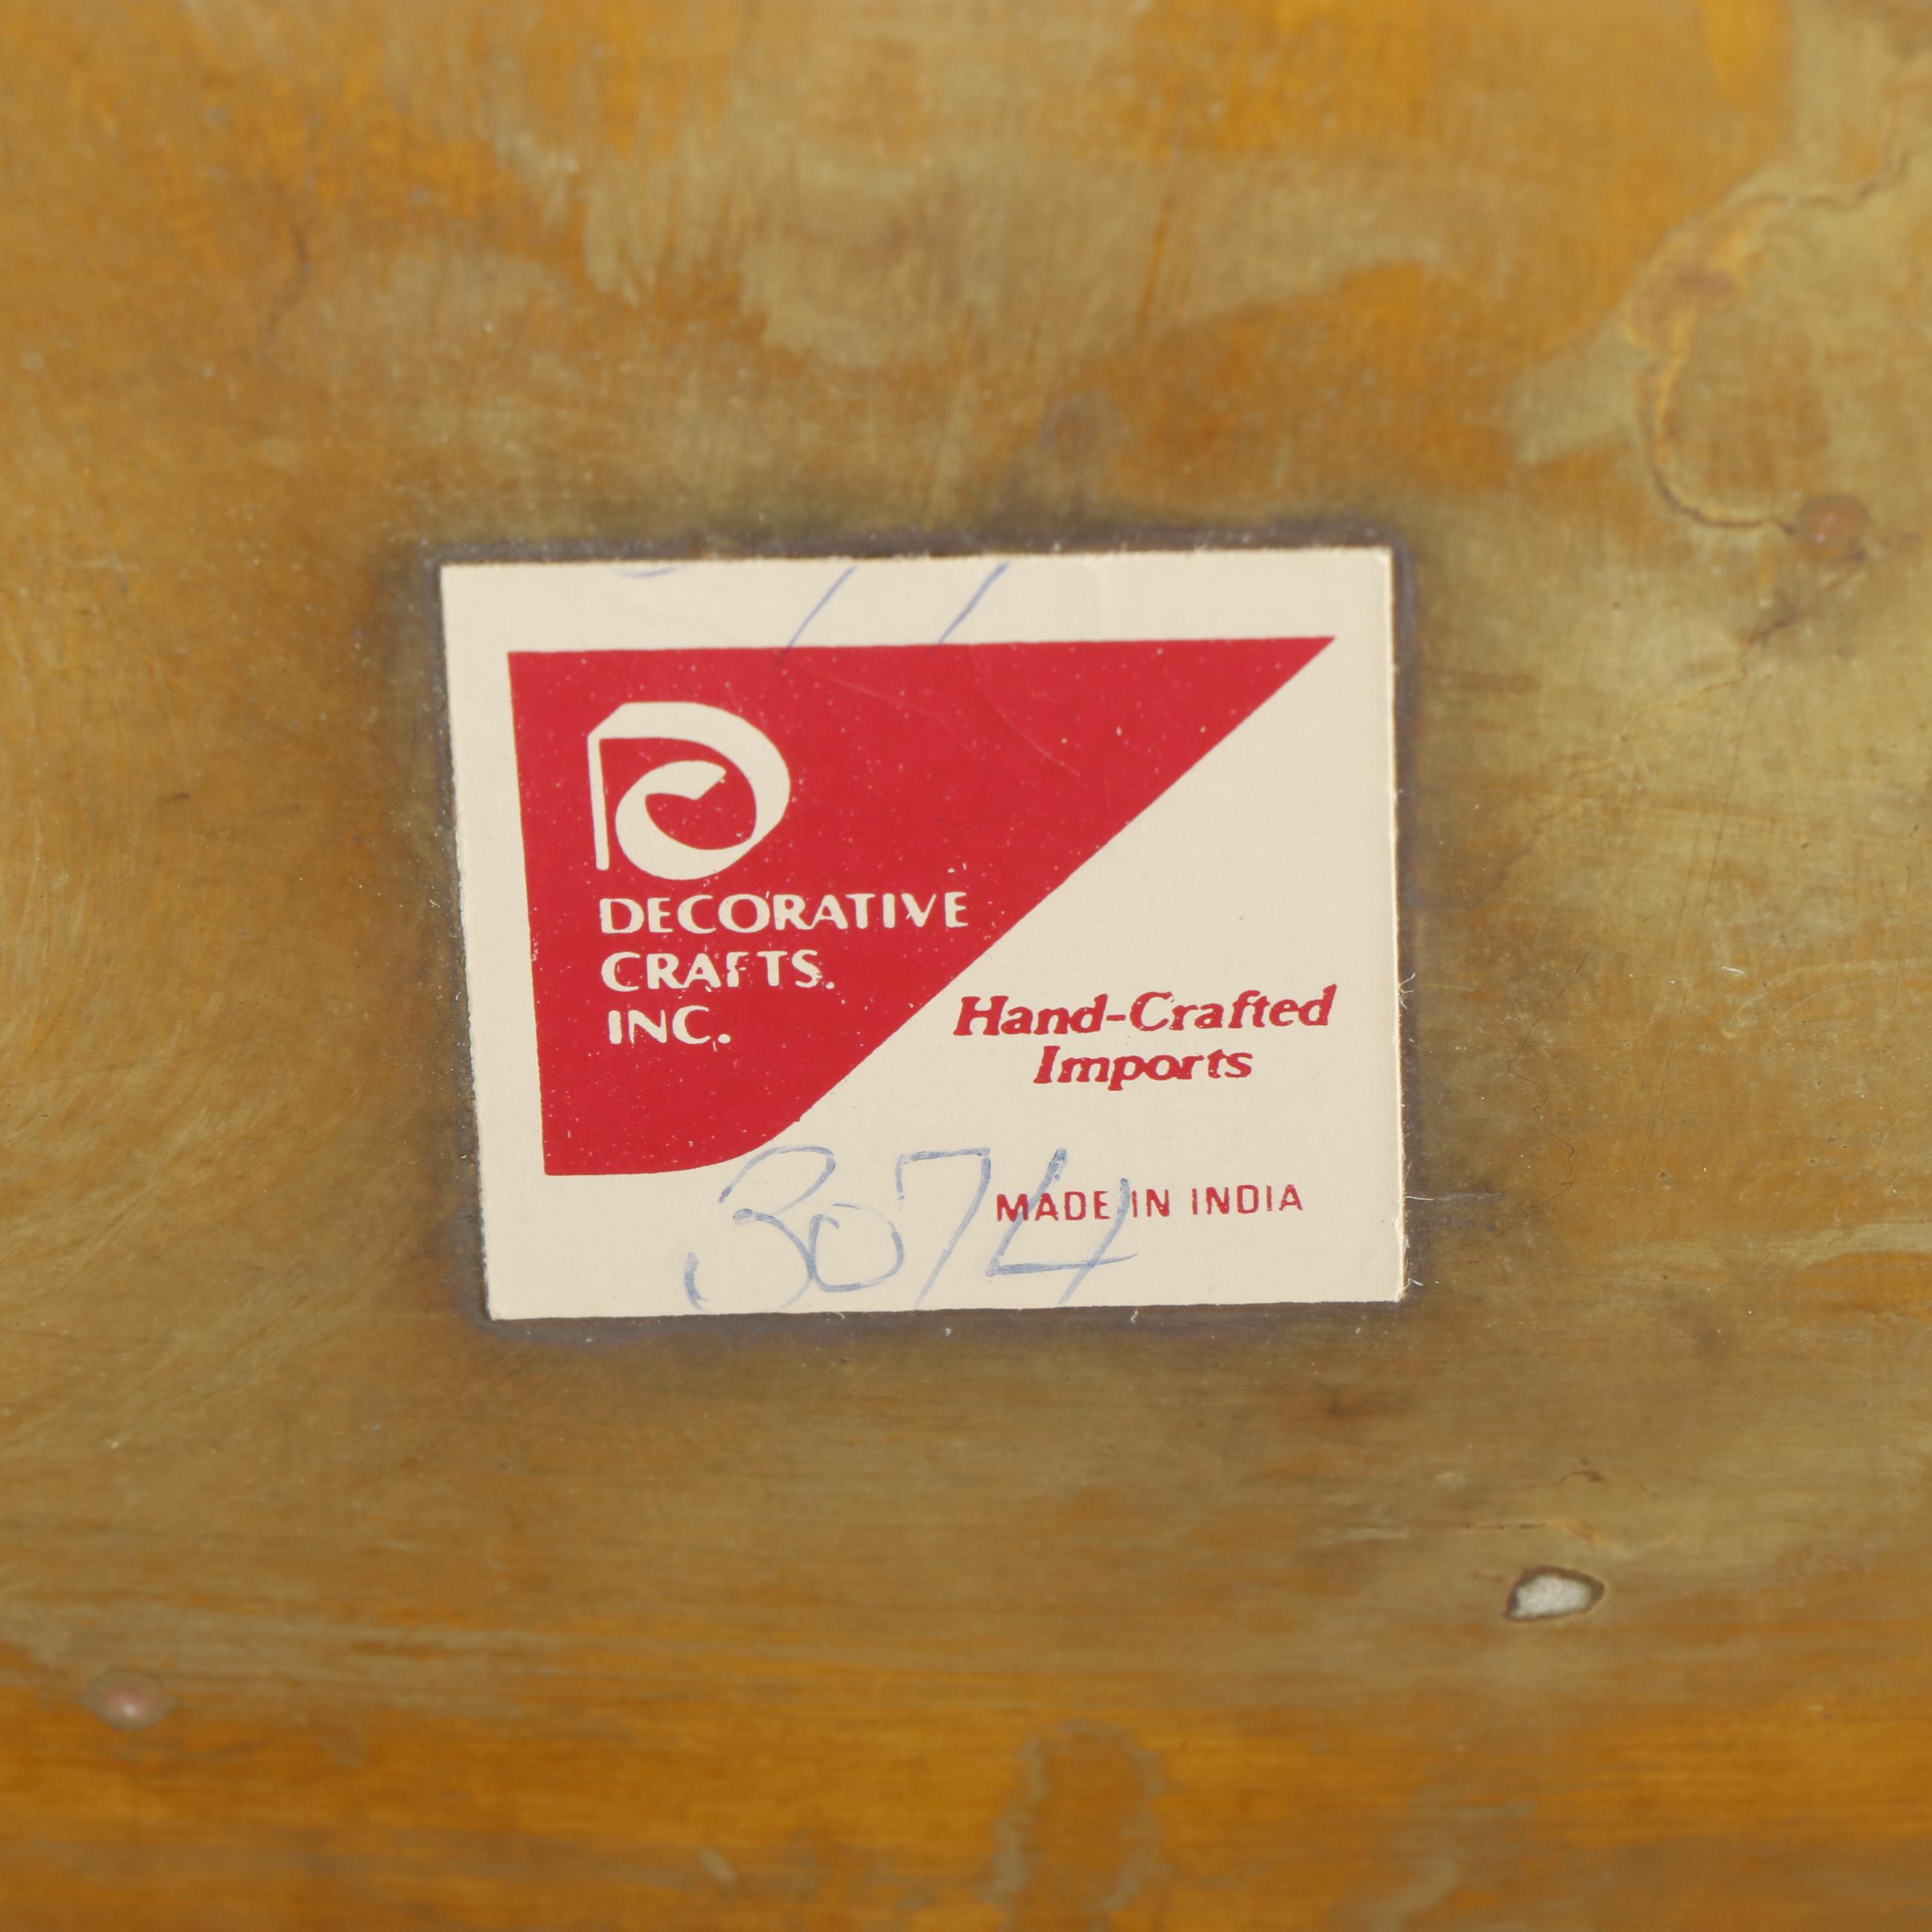 DECORATIVE
CRAFTS.
INC.
Hand-Crafted
Imports
MADE IN INDIA
3074